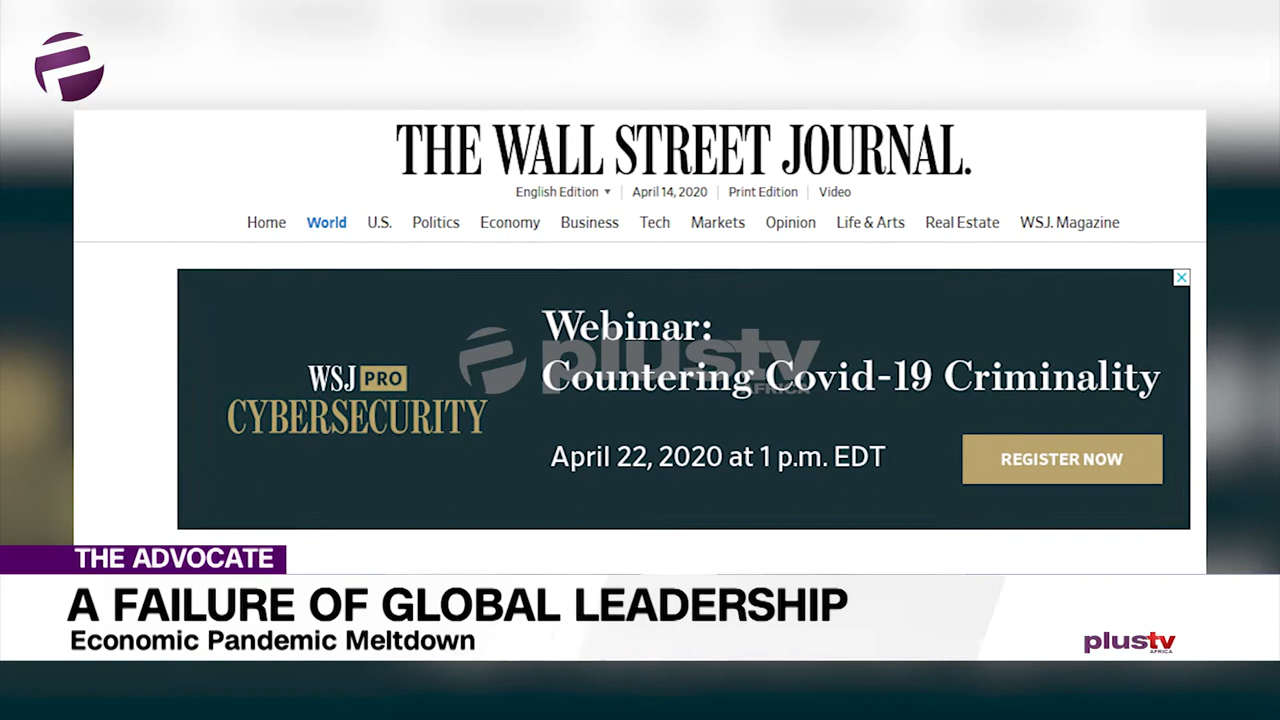 THE WALL STREET JOURNAL.
English Edition ▼ | April 14, 2020 | Print Edition | Video
Home World U.S. Politics Economy Business Tech Markets Opinion Life & Arts Real Estate WSJ. Magazine
WSJ PRO
CYBERSECURITY
Webinar:
Countering Covid-19 Criminality
April 22, 2020 at 1 p.m. EDT
REGISTER NOW
plustv
AFRICA
THE ADVOCATE
A FAILURE OF GLOBAL LEADERSHIP
Economic Pandemic Meltdown
plustv
AFRICA